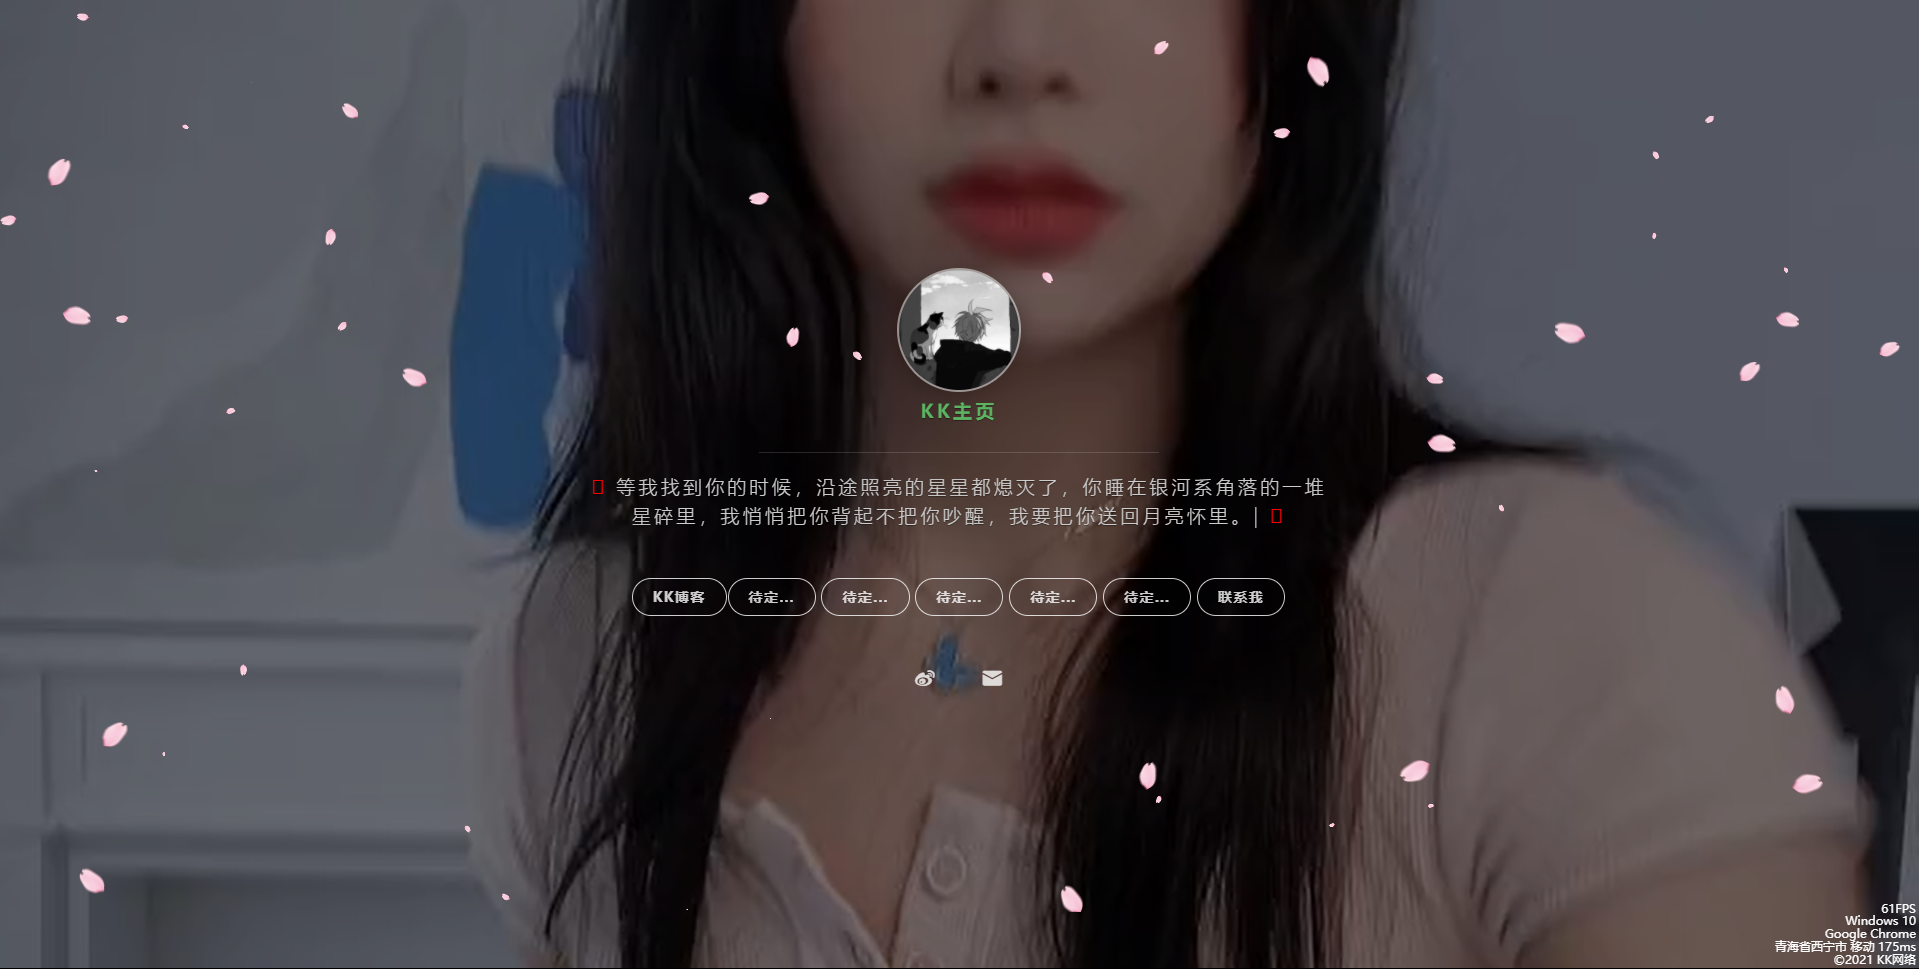 KK主页
等我找到你的时候，沿途照亮的星星都熄灭了，你睡在银河系角落的一堆
星碎里，我悄悄把你背起不把你吵醒，我要把你送回月亮怀里。|
KK博客 待定... 待定... 待定... 待定... 待定... 联系我
61FPS
Windows 10
Google Chrome
青海省西宁市 移动 175ms
©2021 KK网络